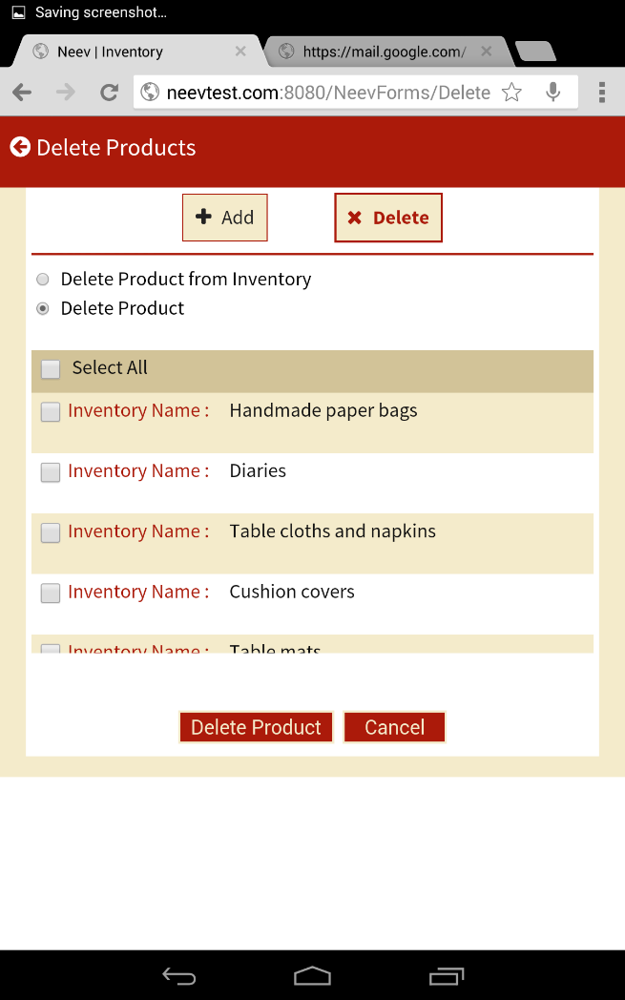 Saving screenshot...
Neev | Inventory
https://mail.google.com/
neevtest.com:8080/NeevForms/Delete
Delete Products
Add
Delete
Delete Product from Inventory
Delete Product
Select All
Inventory Name : Handmade paper bags
Inventory Name : Diaries
Inventory Name : Table cloths and napkins
Inventory Name : Cushion covers
Inventory Name : Table mats
Delete Product
Cancel